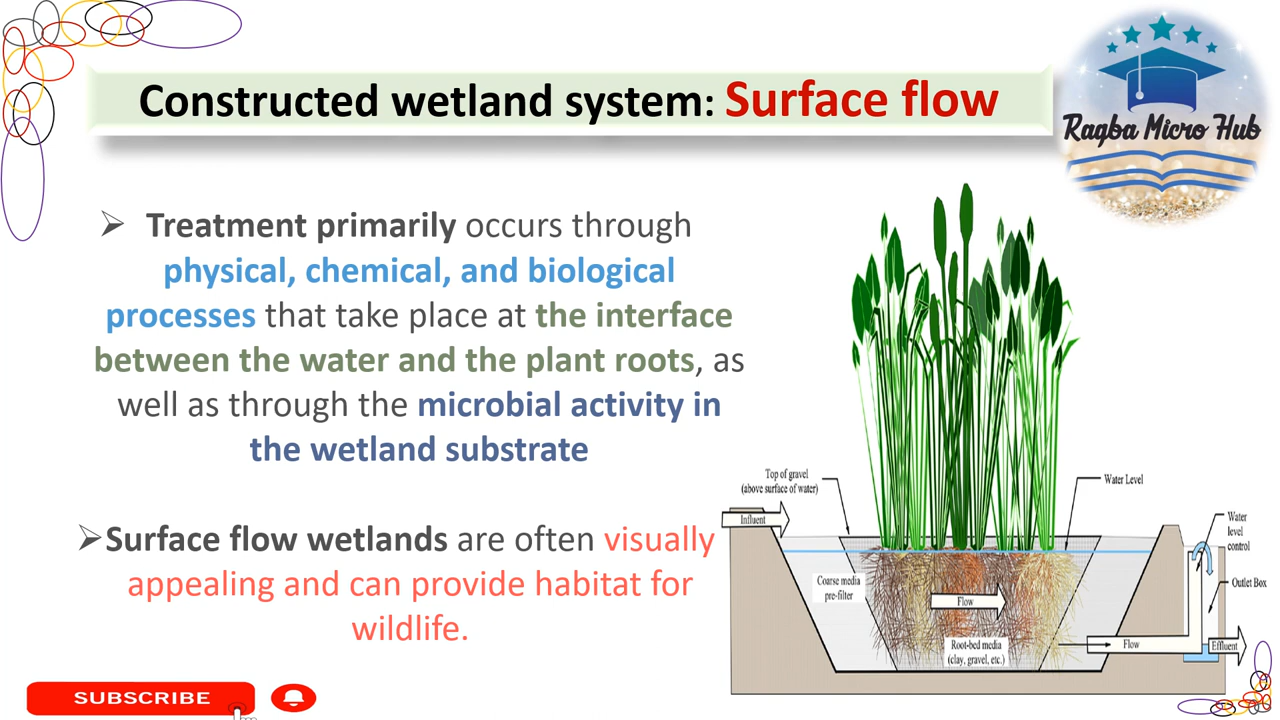 Constructed wetland system: Surface flow
Ragba Micro Hub
➢ Treatment primarily occurs through
physical, chemical, and biological
processes that take place at the interface
between the water and the plant roots, as
well as through the microbial activity in
the wetland substrate
➢Surface flow wetlands are often visually
appealing and can provide habitat for
wildlife.
Top of gravel
(above surface of water)
Water Level
Influent
Water
level
control
Coarse media
pre-filter
Outlet Box
Flow
Root-bed media
(clay, gravel, etc.)
Flow
Effluent
SUBSCRIBE